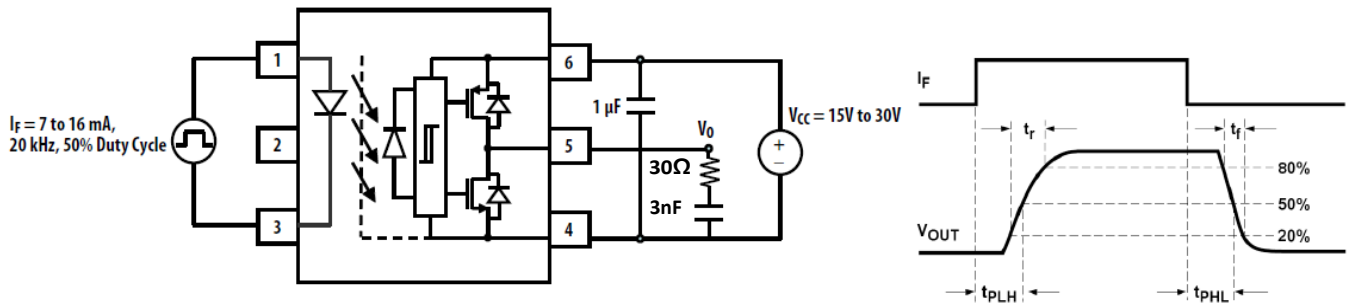 1
2
3
6
5
4
I_F = 7 to 16 mA,
20 kHz, 50% Duty Cycle
1 µF
V_O
30Ω
3nF
+
−
V_CC = 15V to 30V
I_F
t_r
t_f
80%
50%
20%
V_OUT
t_PLH
t_PHL